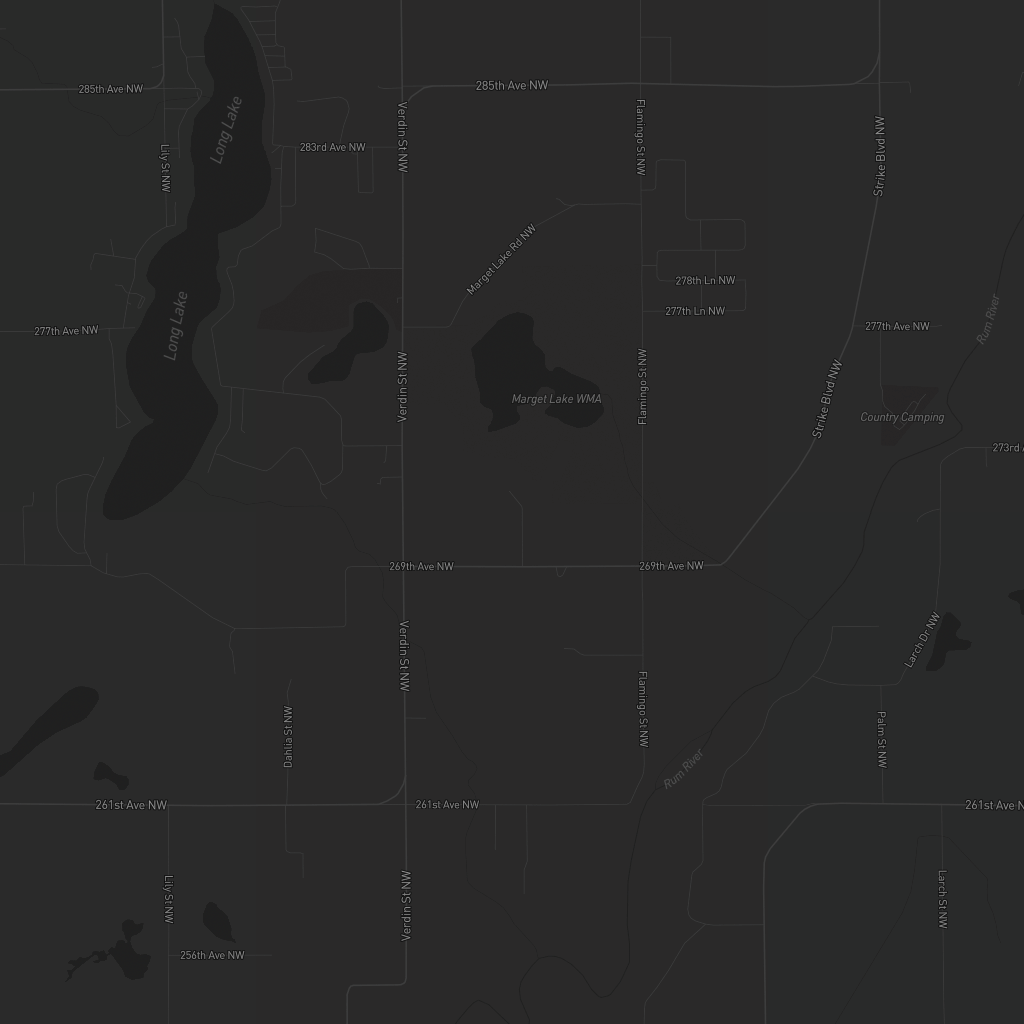 285th Ave NW
285th Ave NW
Long Lake
Verdin St NW
Flamingo St NW
Strike Blvd NW
283rd Ave NW
Lily St NW
Marget Lake Rd NW
278th Ln NW
277th Ln NW
Rum River
277th Ave NW
Long Lake
277th Ave NW
Verdin St NW
Flamingo St NW
Strike Blvd NW
Marget Lake WMA
Country Camping
273rd A
269th Ave NW
269th Ave NW
Verdin St NW
Larch Dr NW
Dahlia St NW
Flamingo St NW
Palm St NW
Rum River
261st Ave NW
261st Ave NW
261st Ave N
Lily St NW
Verdin St NW
Larch St NW
256th Ave NW